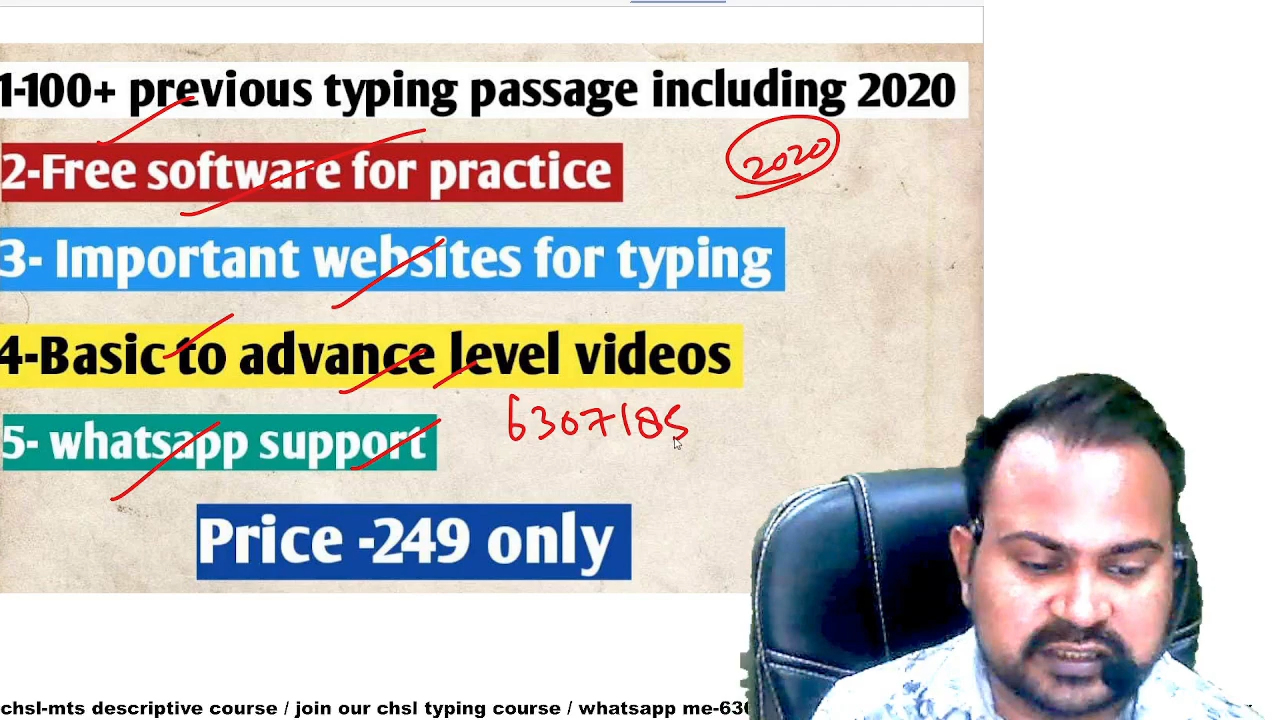 1-100+ previous typing passage including 2020
2020
2-Free software for practice
3- Important websites for typing
4-Basic to advance level videos
5- whatsapp support
6307185
Price -249 only
chsl-mts descriptive course / join our chsl typing course / whatsapp me-630